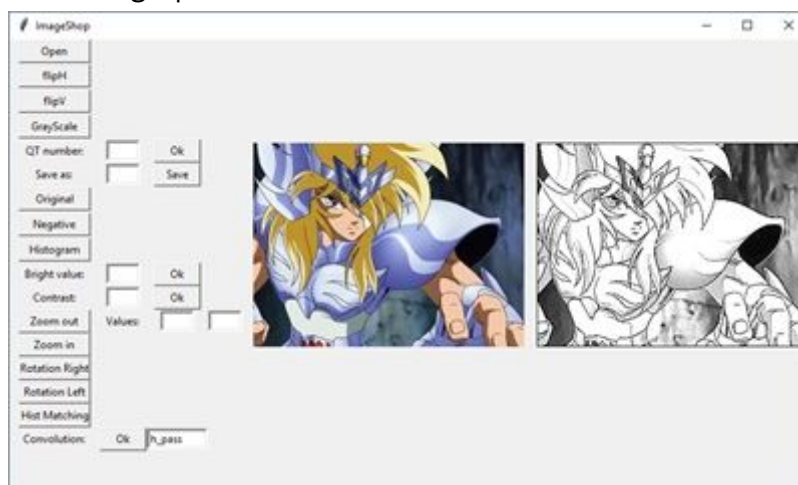 ImageShop
Open
flipH
flipV
GrayScale
QT number: Ok
Save as: Save
Original
Negative
Histogram
Bright value: Ok
Contrast: Ok
Zoom out Values:
Zoom in
Rotation Right
Rotation Left
Hist Matching
Convolution: Ok h_pass